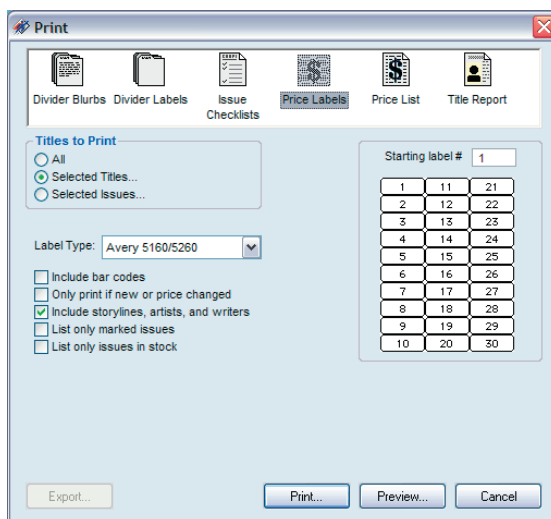 Print
Divider Blurbs
Divider Labels
Issue
Checklists
Price Labels
Price List
Title Report
Titles to Print
All
Selected Titles...
Selected Issues...
Starting label # 1
1 11 21
2 12 22
3 13 23
4 14 24
5 15 25
6 16 26
7 17 27
8 18 28
9 19 29
10 20 30
Label Type: Avery 5160/5260
Include bar codes
Only print if new or price changed
Include storylines, artists, and writers
List only marked issues
List only issues in stock
Export...
Print...
Preview...
Cancel